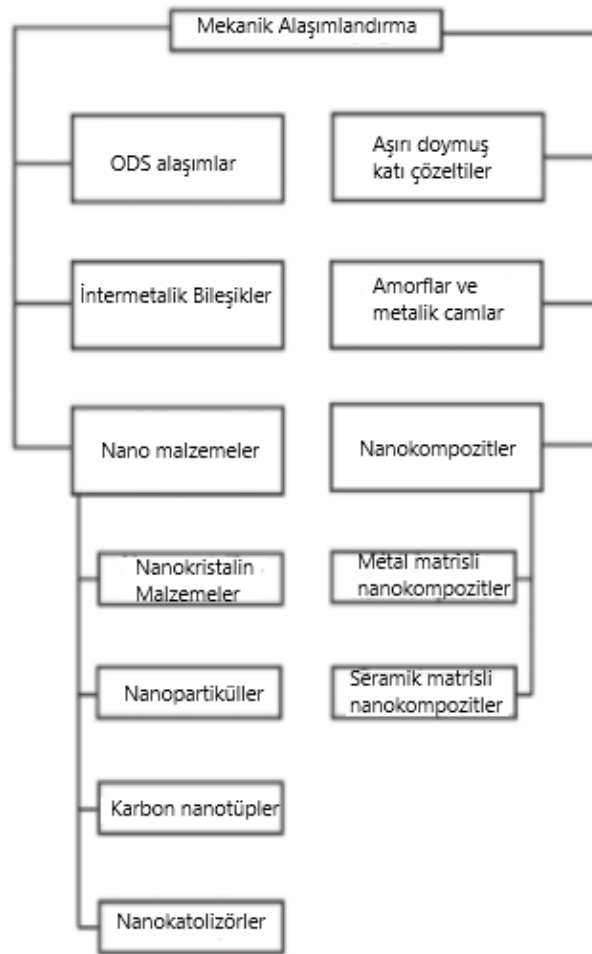 Mekanik Alaşımlandırma
ODS alaşımlar
Aşırı doymuş
katı çözeltiler
İntermetalik Bileşikler
Amorflar ve
metalik camlar
Nano malzemeler
Nanokompozitler
Nanokristalin
Malzemeler
Metal matrisli
nanokompozitler
Nanopartiküller
Seramik matrisli
nanokompozitler
Karbon nanotüpler
Nanokatolizörler